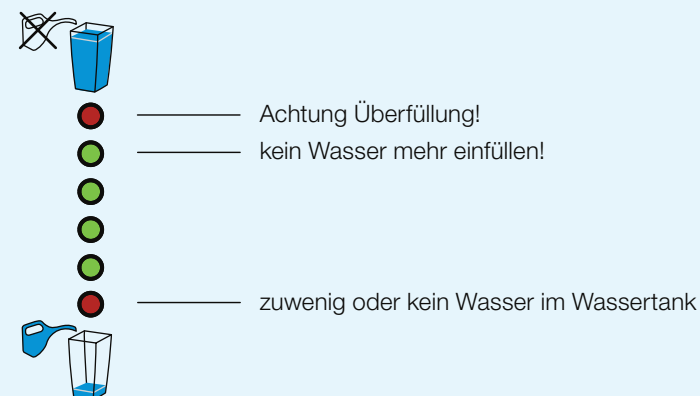 Achtung Überfüllung!
kein Wasser mehr einfüllen!
zuwenig oder kein Wasser im Wassertank